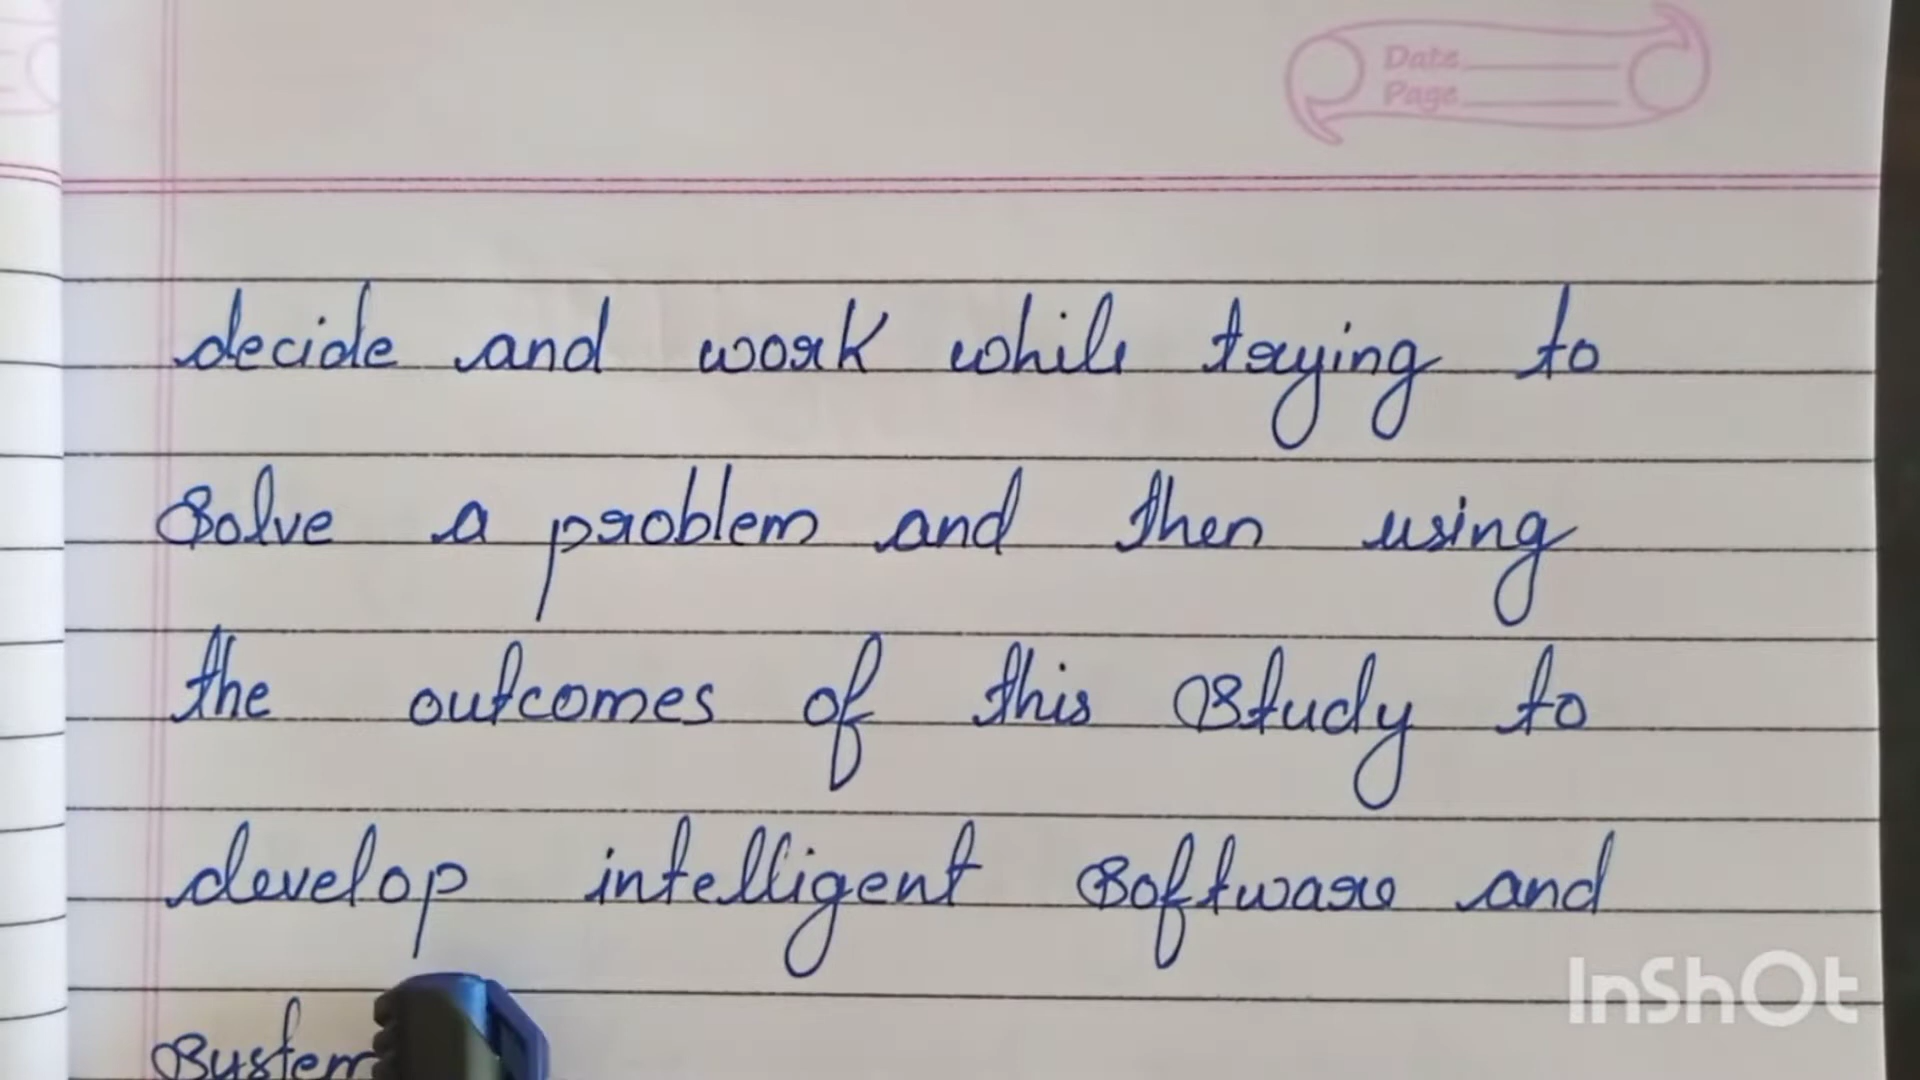 Date
Page
decide and work while trying to
Solve a problem and then using
the outcomes of this Study to
develop intelligent Software and
System
InShOt